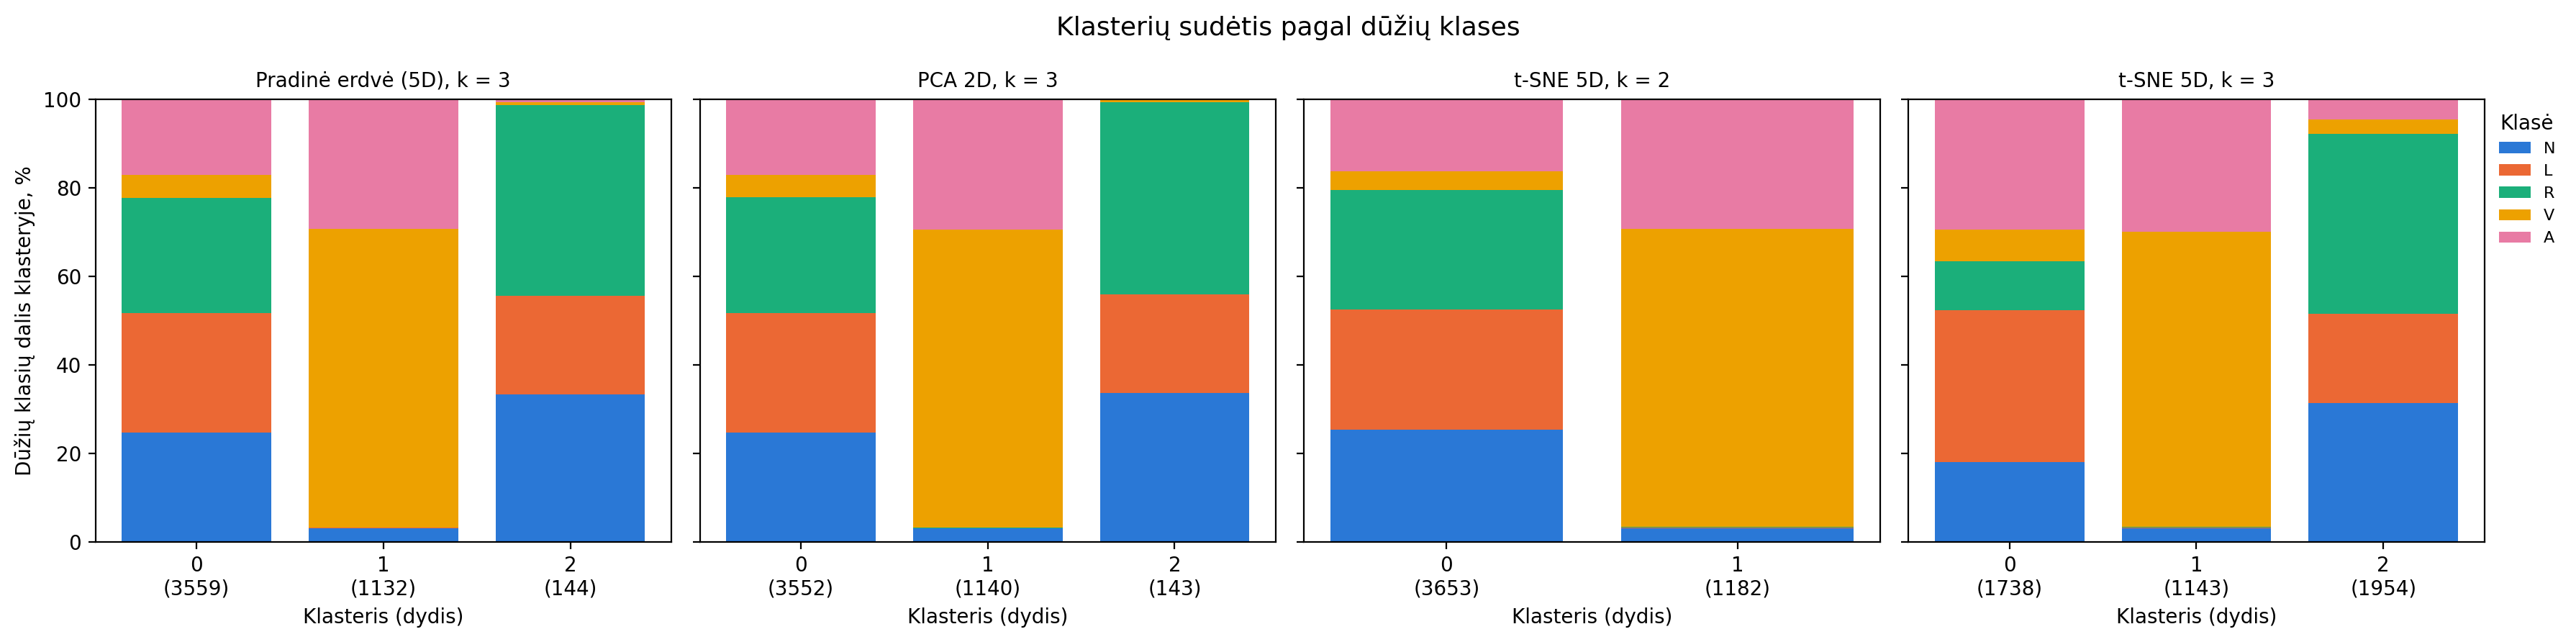 Klasterių sudėtis pagal dūžių klases
Pradinė erdvė (5D), k = 3
PCA 2D, k = 3
t-SNE 5D, k = 2
t-SNE 5D, k = 3
Dūžių klasių dalis klasteryje, %
100
80
60
40
20
0
0 1 2
(3559) (1132) (144)
Klasteris (dydis)
0 1 2
(3552) (1140) (143)
Klasteris (dydis)
0 1
(3653) (1182)
Klasteris (dydis)
0 1 2
(1738) (1143) (1954)
Klasteris (dydis)
Klasė
N
L
R
V
A